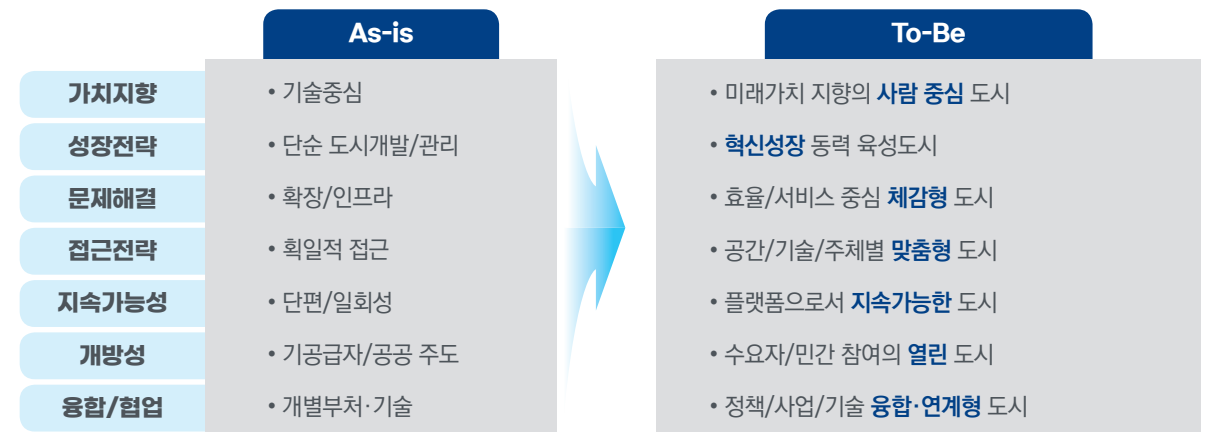 As-is To-Be
가치지향 • 기술중심 • 미래가치 지향의 사람 중심 도시
성장전략 • 단순 도시개발/관리 • 혁신성장 동력 육성도시
문제해결 • 확장/인프라 • 효율/서비스 중심 체감형 도시
접근전략 • 획일적 접근 • 공간/기술/주체별 맞춤형 도시
지속가능성 • 단편/일회성 • 플랫폼으로서 지속가능한 도시
개방성 • 기공급자/공공 주도 • 수요자/민간 참여의 열린 도시
융합/협업 • 개별부처·기술 • 정책/사업/기술 융합·연계형 도시